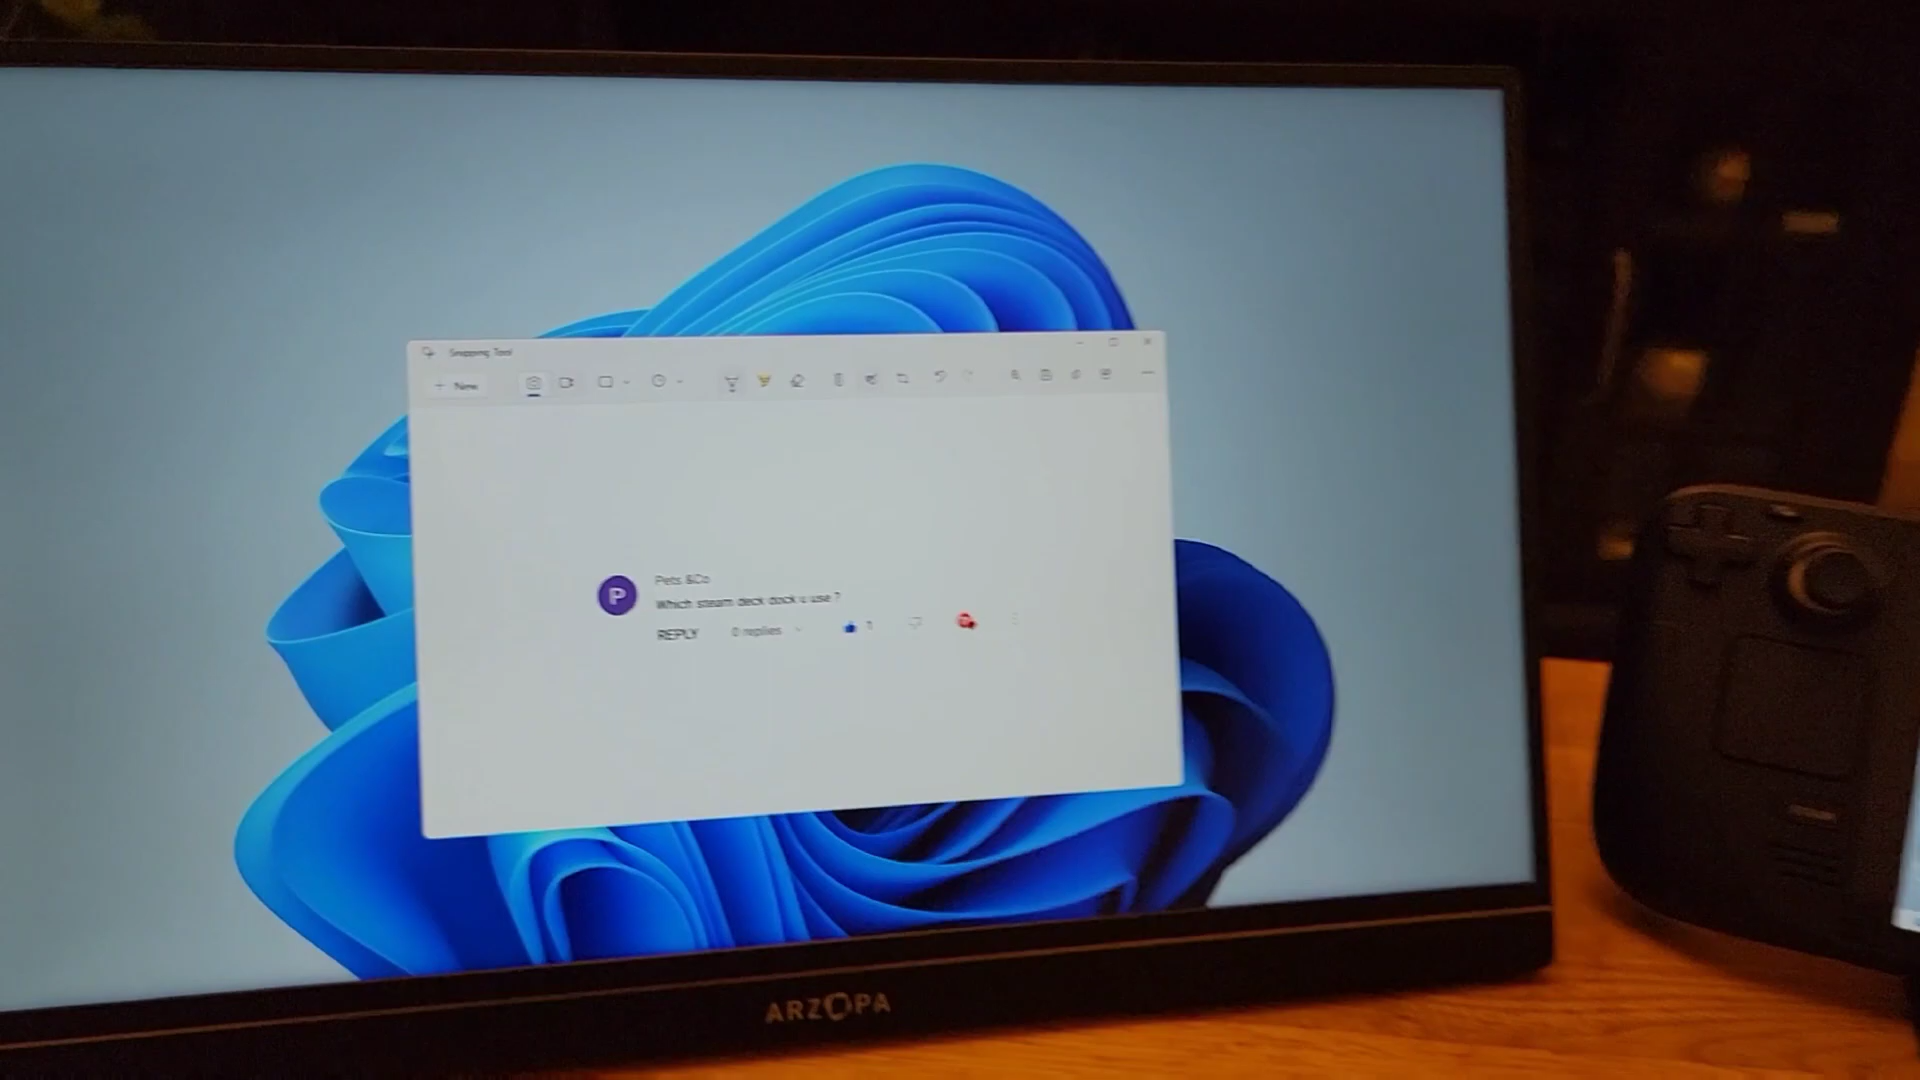 Snipping Tool
New
P
Pets &Co
Which steam deck dock u use ?
REPLY 0 replies 1
ARZOPA